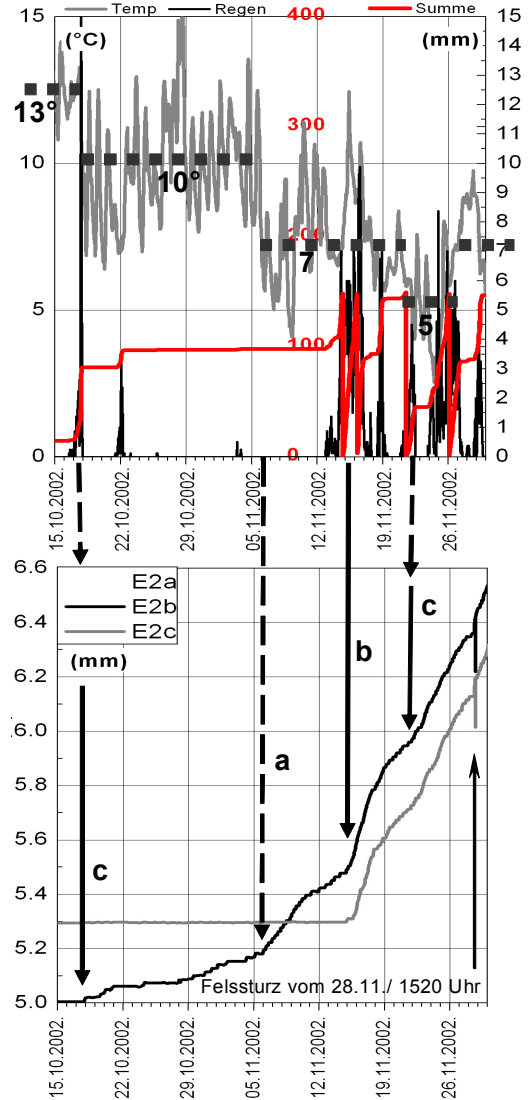 Temp Regen 400 Summe
15 (°C) (mm) 15
14
13
13° 12
300 11
10 10° 10
9
8
200 7
7 6
5 5 5
100 4
3
2
1
0 0 0
15.10.2002. 22.10.2002. 29.10.2002. 05.11.2002. 12.11.2002. 19.11.2002. 26.11.2002.
6.6 E2a
E2b
6.4 E2c c
(mm) b
6.2
6.0
a
5.8
5.6
c
5.4
5.2
Felssturz vom 28.11./ 1520 Uhr
5.0
15.10.2002. 22.10.2002. 29.10.2002. 05.11.2002. 12.11.2002. 19.11.2002. 26.11.2002.